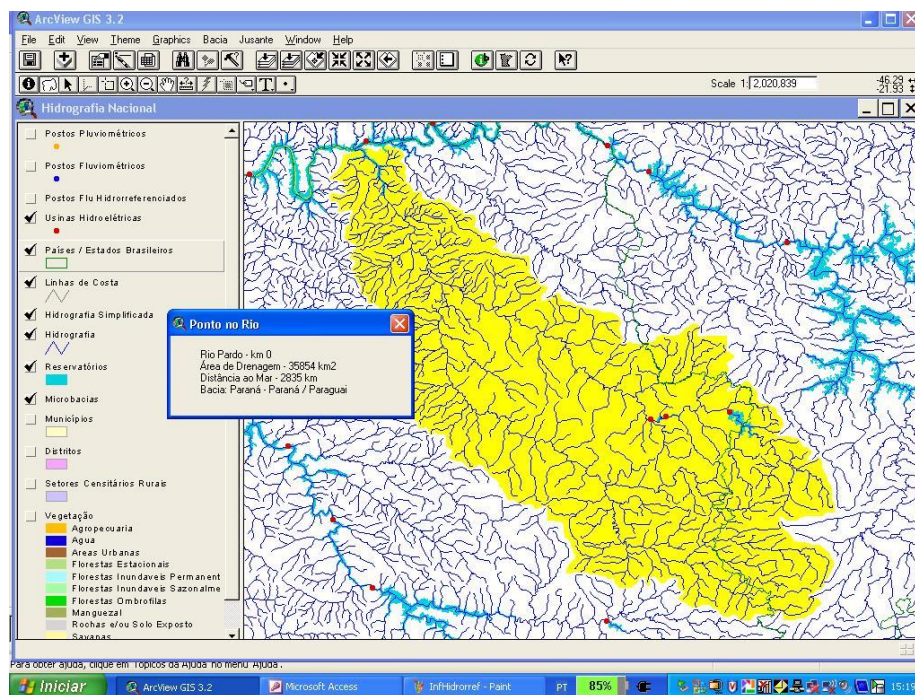 ArcView GIS 3.2
File Edit View Theme Graphics Bacia Jusante Window Help
Scale 1: 2,020,839
-46.29
-21.93
Hidrografia Nacional
Postos Pluviométricos
Postos Fluviométricos
Postos Flu Hidrorreferenciados
Usinas Hidroelétricas
Países / Estados Brasileiros
Linhas de Costa
Hidrografia Simplificada
Hidrografia
Reservatórios
Microbacias
Municípios
Distritos
Setores Censitários Rurais
Vegetação
Agropecuaria
Agua
Areas Urbanas
Florestas Estacionais
Florestas Inundaveis Permanent
Florestas Inundaveis Sazonalme
Florestas Ombrofilas
Manguezal
Rochas e/ou Solo Exposto
Savanas
Ponto no Rio
Rio Pardo - km 0
Área de Drenagem - 35854 km2
Distância ao Mar - 2835 km
Bacia: Paraná - Paraná / Paraguai
Para obter ajuda, clique em Tópicos da Ajuda no menu 'Ajuda'.
Iniciar
ArcView GIS 3.2
Microsoft Access
InfHidrorref - Paint
PT
85%